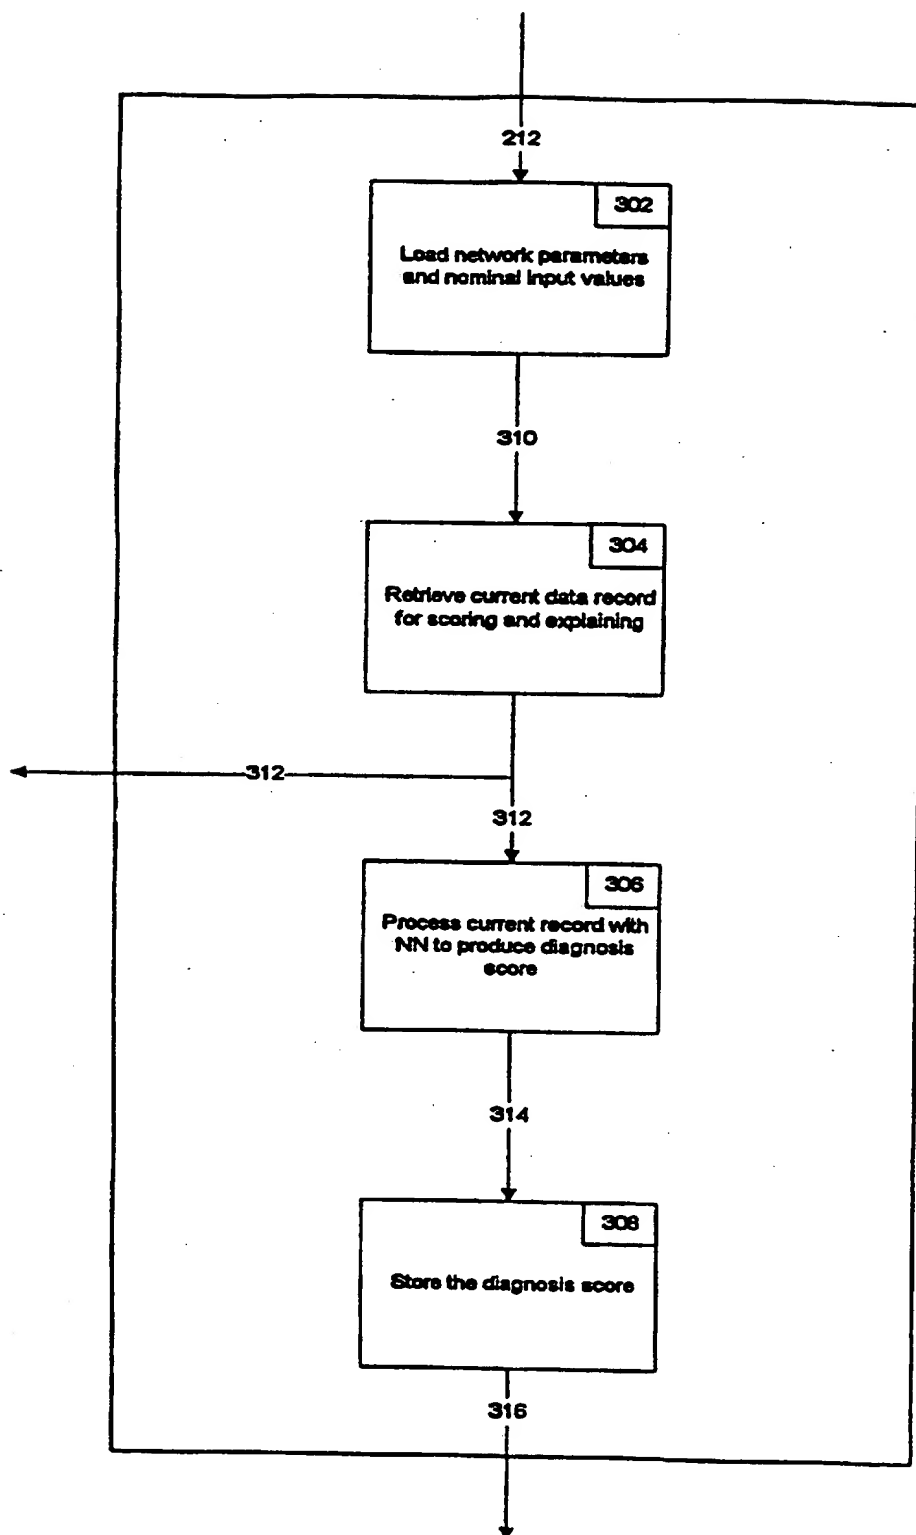 212
302
Load network parameters
and nominal input values
310
304
Retrieve current data record
for scoring and explaining
312
312
306
Process current record with
NN to produce diagnosis
score
314
308
Store the diagnosis score
316